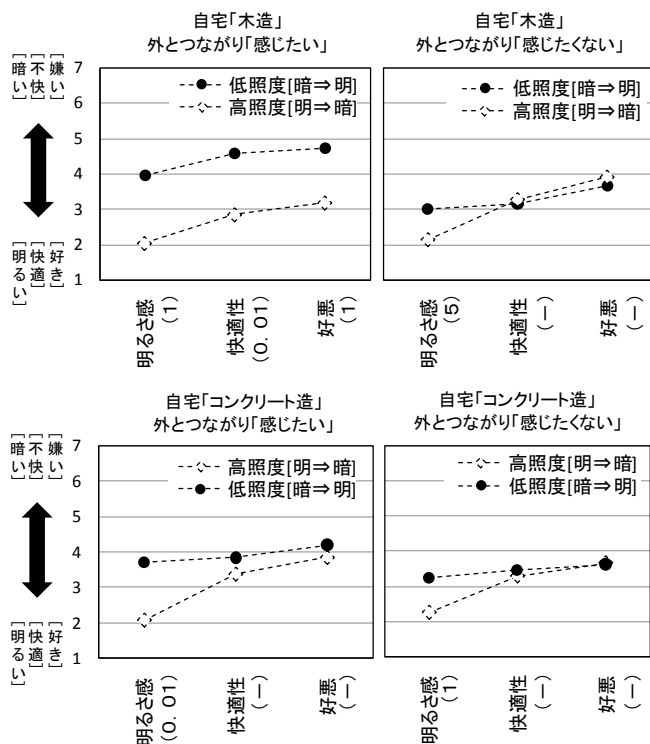 自宅「木造」
外とつながり「感じたい」
自宅「木造」
外とつながり「感じたくない」
[暗い]
[不快]
[嫌い]
[明るい]
[快適]
[好き]
7
6
5
4
3
2
1
低照度[暗⇒明]
高照度[明⇒暗]
低照度[暗⇒明]
高照度[明⇒暗]
明るさ感
(1)
快適性
(0.01)
好悪
(1)
明るさ感
(5)
快適性
(ー)
好悪
(ー)
自宅「コンクリート造」
外とつながり「感じたい」
自宅「コンクリート造」
外とつながり「感じたくない」
[暗い]
[不快]
[嫌い]
[明るい]
[快適]
[好き]
7
6
5
4
3
2
1
高照度[明⇒暗]
低照度[暗⇒明]
高照度[明⇒暗]
低照度[暗⇒明]
明るさ感
(0.01)
快適性
(ー)
好悪
(ー)
明るさ感
(1)
快適性
(ー)
好悪
(ー)